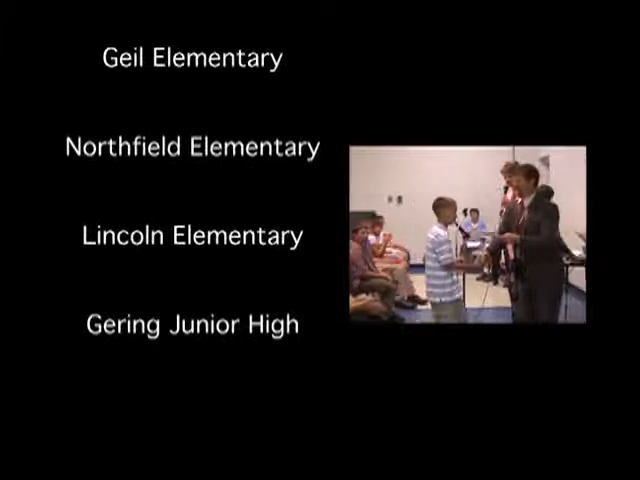 Geil Elementary
Northfield Elementary
Lincoln Elementary
Gering Junior High